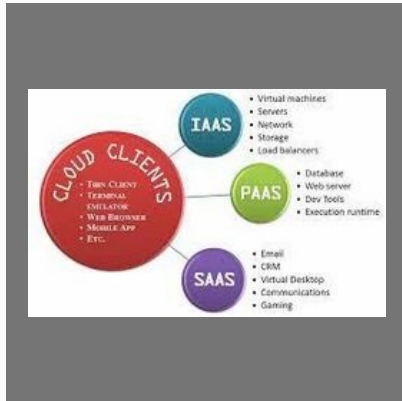 CLOUD CLIENTS
• THIN CLIENT
• TERMINAL
EMULATOR
• WEB BROWSER
• MOBILE APP
• ETC.
IAAS
• Virtual machines
• Servers
• Network
• Storage
• Load balancers
PAAS
• Database
• Web server
• Dev Tools
• Execution runtime
SAAS
• Email
• CRM
• Virtual Desktop
• Communications
• Gaming